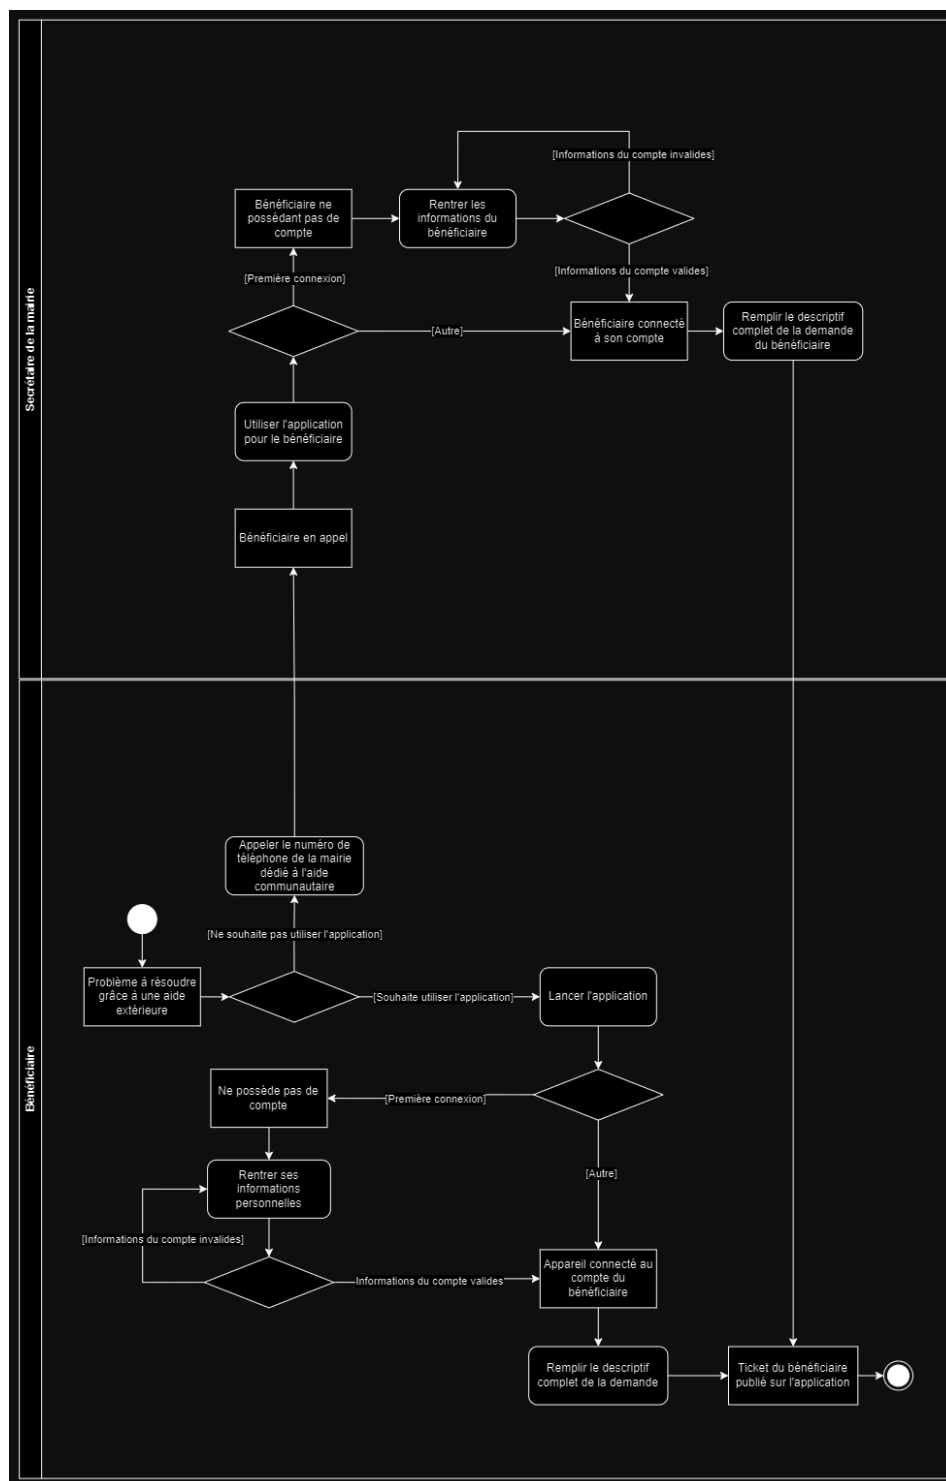 Secrétaire de la mairie
[Informations du compte invalides]
Bénéficiaire ne
possédant pas de
compte
Rentrer les
informations du
bénéficiaire
[Première connexion]
[Informations du compte valides]
[Autre]
Bénéficiaire connecté
à son compte
Remplir le descriptif
complet de la demande
du bénéficiaire
Utiliser l'application
pour le bénéficiaire
Bénéficiaire en appel
Bénéficiaire
Appeler le numéro de
téléphone de la mairie
dédié à l'aide
communautaire
[Ne souhaite pas utiliser l'application]
Problème à résoudre
grâce à une aide
extérieure
[Souhaite utiliser l'application]
Lancer l'application
Ne possède pas de
compte
[Première connexion]
[Autre]
Rentrer ses
informations
personnelles
[Informations du compte invalides]
Informations du compte valides
Appareil connecté au
compte du
bénéficiaire
Remplir le descriptif
complet de la demande
Ticket du bénéficiaire
publié sur l'application